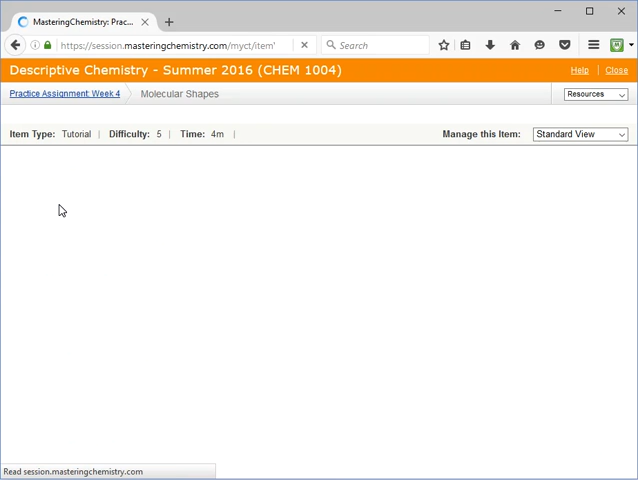 MasteringChemistry: Prac...
https://session.masteringchemistry.com/myct/item'
Search
Descriptive Chemistry - Summer 2016 (CHEM 1004)
Help | Close
Practice Assignment: Week 4
Molecular Shapes
Resources
Item Type: Tutorial | Difficulty: 5 | Time: 4m |
Manage this Item: Standard View
Read session.masteringchemistry.com